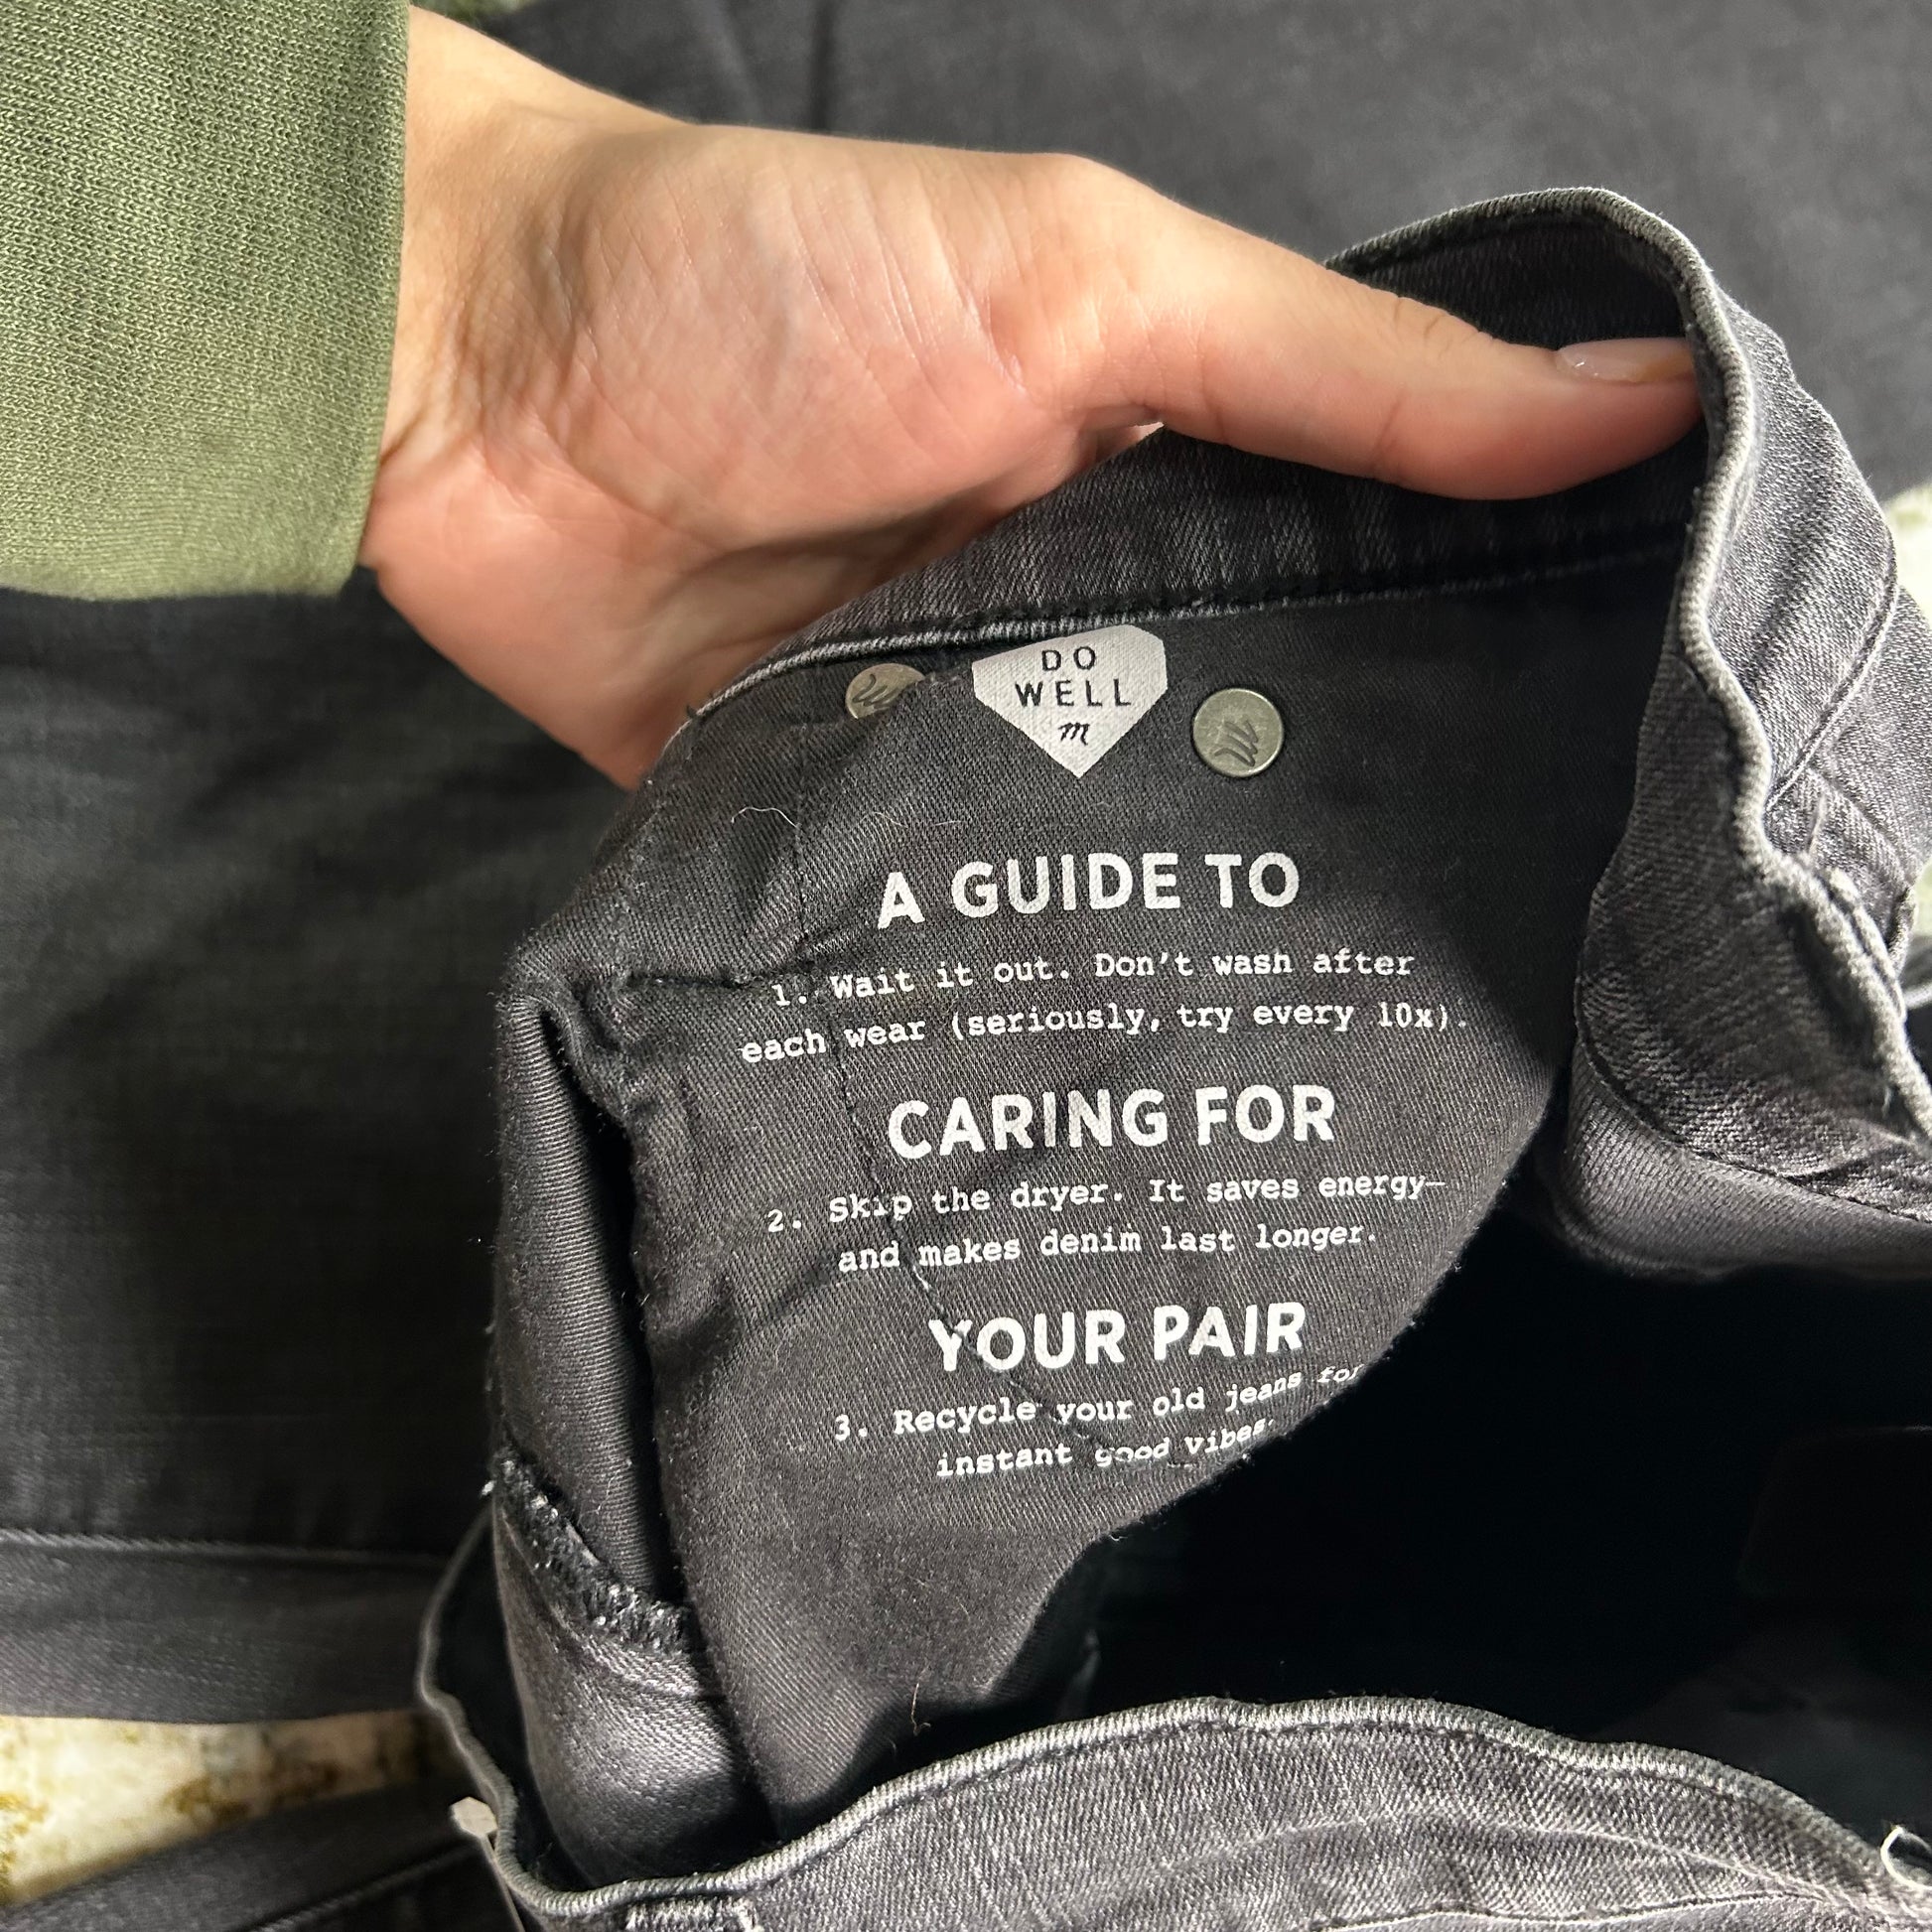 DO
WELL
m
A GUIDE TO
1. Wait it out. Don't wash after
each wear (seriously, try every 10x).
CARING FOR
2. Skip the dryer. It saves energy—
and makes denim last longer.
YOUR PAIR
3. Recycle your old jeans for
instant good vibes.